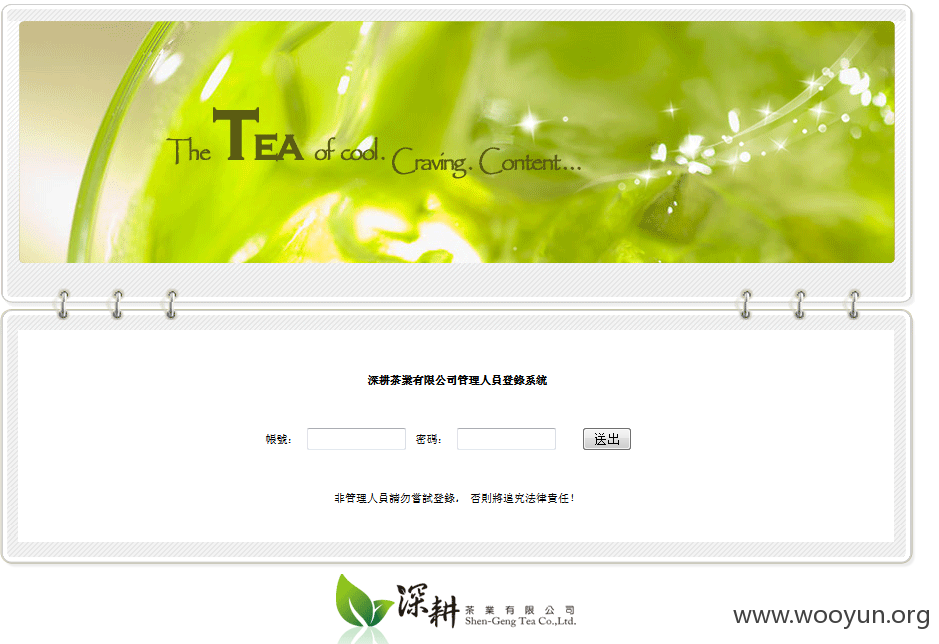 The TEA of cool. Craving. Content...
深耕茶業有限公司管理人員登錄系統
帳號： 密碼： 送出
非管理人員請勿嘗試登錄， 否則將追究法律責任！
深耕 茶業有限公司
Shen-Geng Tea Co.,Ltd.
www.wooyun.org